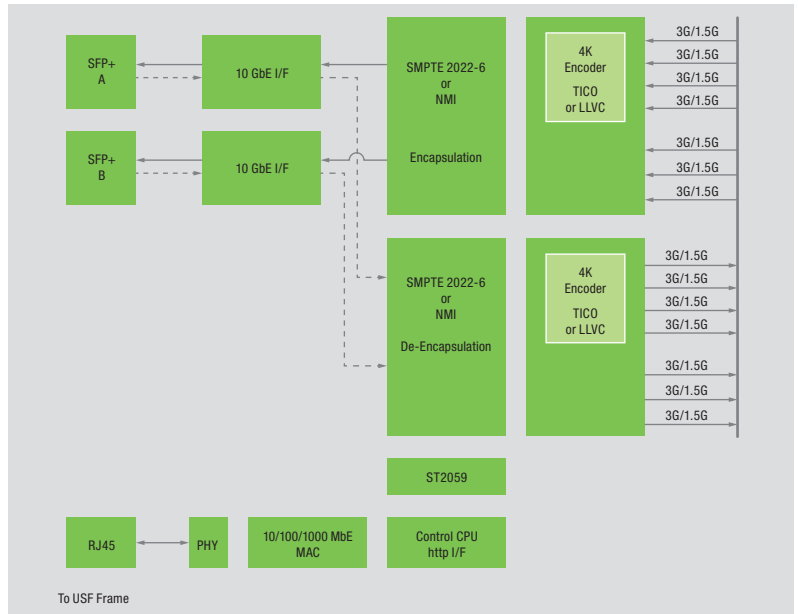 SFP+
A
10 GbE I/F
SMPTE 2022-6
or
NMI
Encapsulation
4K
Encoder
TICO
or LLVC
3G/1.5G
3G/1.5G
3G/1.5G
3G/1.5G
3G/1.5G
3G/1.5G
3G/1.5G
SFP+
B
10 GbE I/F
SMPTE 2022-6
or
NMI
De-Encapsulation
4K
Encoder
TICO
or LLVC
3G/1.5G
3G/1.5G
3G/1.5G
3G/1.5G
3G/1.5G
3G/1.5G
3G/1.5G
ST2059
RJ45
PHY
10/100/1000 MbE
MAC
Control CPU
http I/F
To USF Frame